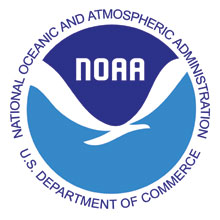 NATIONAL OCEANIC AND ATMOSPHERIC ADMINISTRATION
NOAA
U.S. DEPARTMENT OF COMMERCE